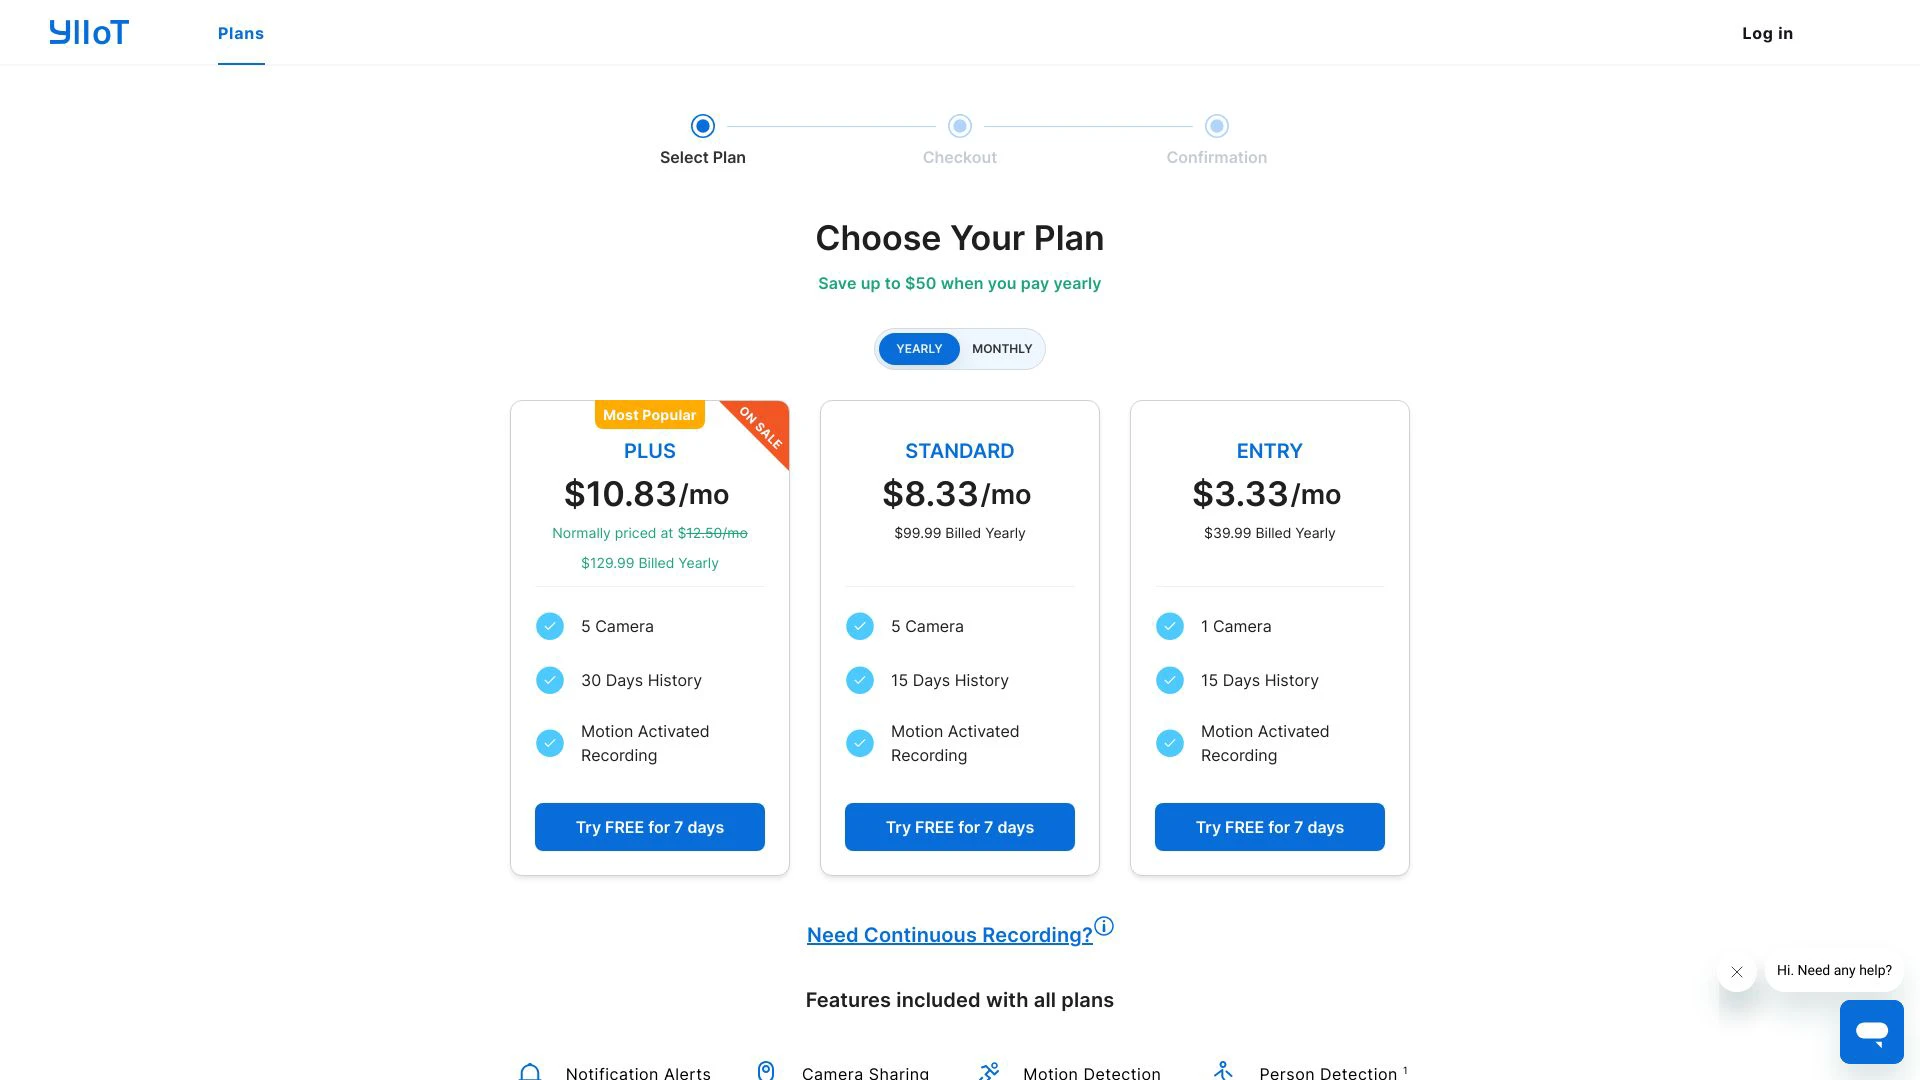 YIIoT
Plans
Log in
Select Plan
Checkout
Confirmation
Choose Your Plan
Save up to $50 when you pay yearly
YEARLY
MONTHLY
Most Popular
ON SALE
PLUS
$10.83/mo
Normally priced at $12.50/mo
$129.99 Billed Yearly
5 Camera
30 Days History
Motion Activated
Recording
Try FREE for 7 days
STANDARD
$8.33/mo
$99.99 Billed Yearly
5 Camera
15 Days History
Motion Activated
Recording
Try FREE for 7 days
ENTRY
$3.33/mo
$39.99 Billed Yearly
1 Camera
15 Days History
Motion Activated
Recording
Try FREE for 7 days
Need Continuous Recording?
Hi. Need any help?
Features included with all plans
Notification Alerts
Camera Sharing
Motion Detection
Person Detection 1